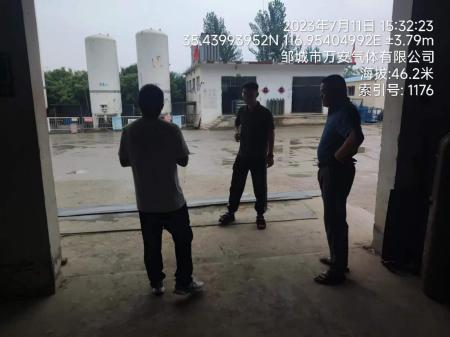 2023年7月11日 15:32:23
35.43993952N 116.95404992E ±3.79m
邹城市万安气体有限公司
海拔:46.2米
索引号: 1176